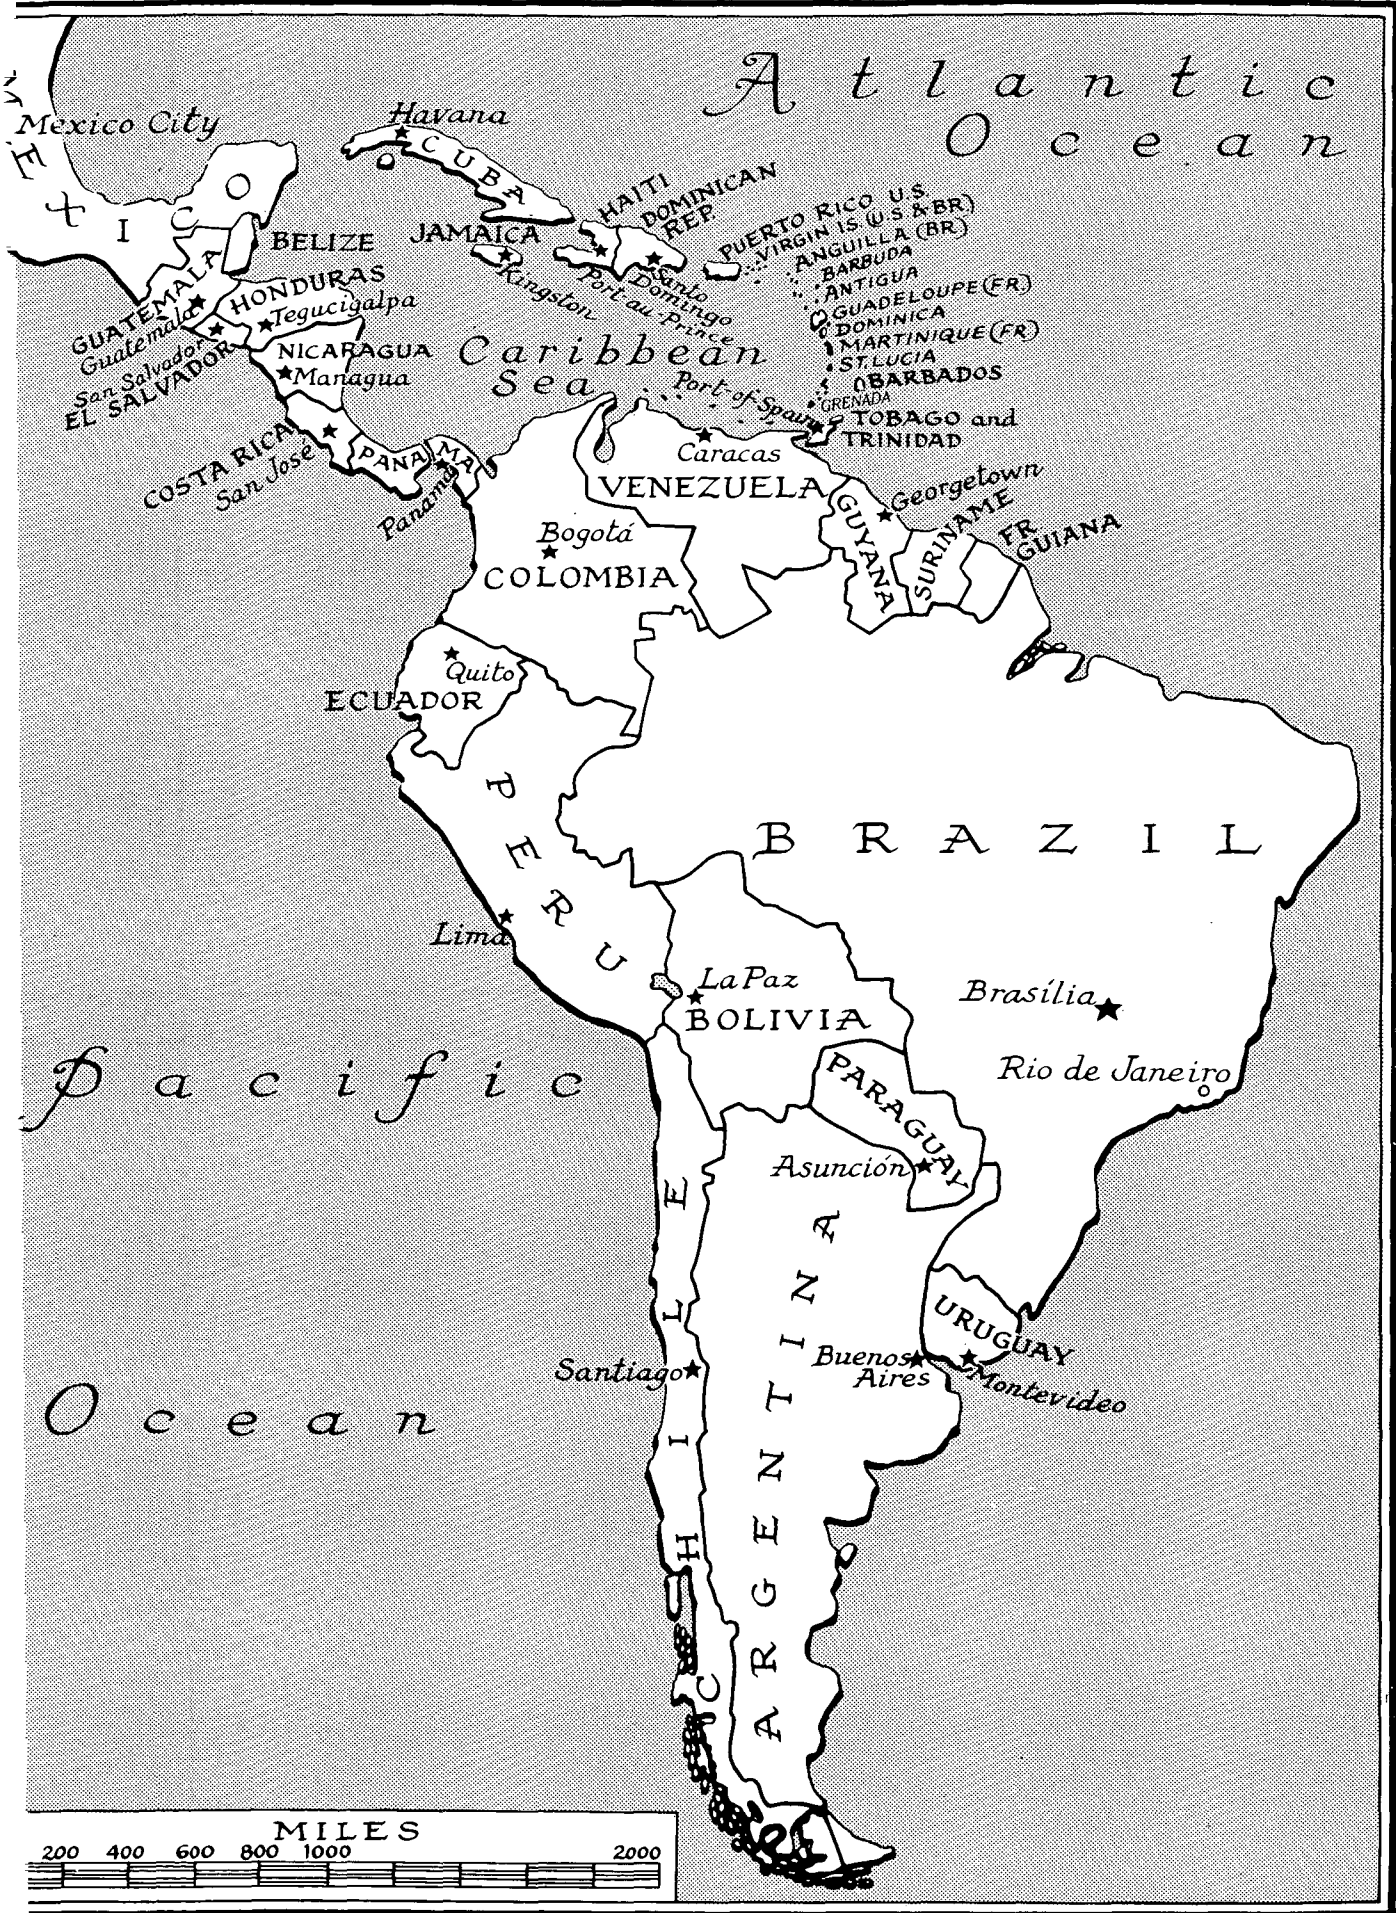 Atlantic
Ocean
Mexico City
MEXICO
Havana
CUBA
HAITI
DOMINICAN
REP.
PUERTO RICO U.S.
VIRGIN IS. (U.S. & BR.)
ANGUILLA (BR)
BARBUDA
ANTIGUA
GUADELOUPE (FR.)
DOMINICA
MARTINIQUE (FR)
ST. LUCIA
BARBADOS
GRENADA
TOBAGO and
TRINIDAD
JAMAICA
Kingston
Port-au-Prince
Santo
Domingo
BELIZE
GUATEMALA
Guatemala
HONDURAS
Tegucigalpa
San Salvador
EL SALVADOR
NICARAGUA
Managua
Caribbean
Sea
Port-of-Spain
COSTA RICA
San José
PANAMA
Panama
Caracas
VENEZUELA
Georgetown
GUYANA
SURINAME
FR.
GUIANA
Bogotá
COLOMBIA
Quito
ECUADOR
PERU
Lima
BRAZIL
Brasília
Rio de Janeiro
La Paz
BOLIVIA
PARAGUAY
Asunción
Pacific
Ocean
CHILE
Santiago
ARGENTINA
Buenos
Aires
URUGUAY
Montevideo
MILES
200 400 600 800 1000 2000